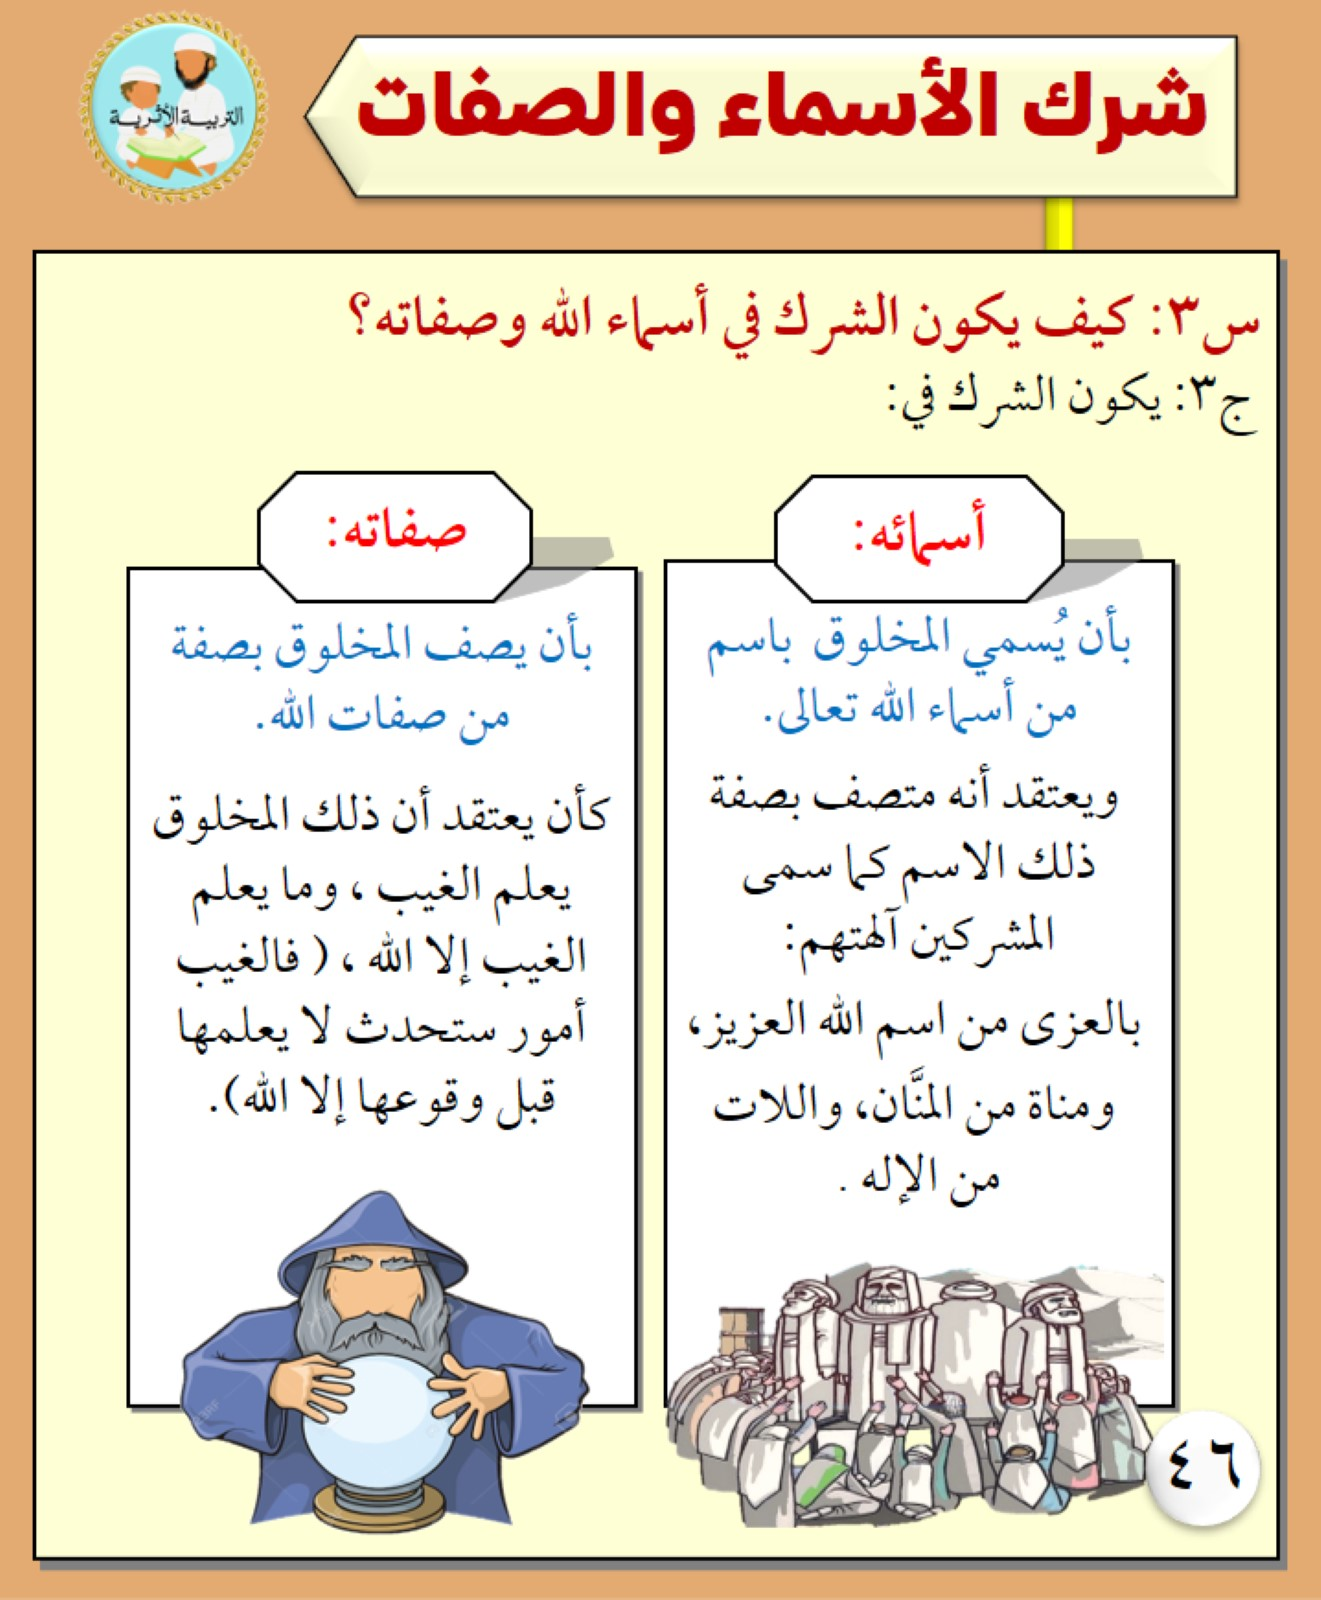 شرك الأسماء والصفات
التربيــة الأثريــة
س٣: كيف يكون الشرك في أسماء الله وصفاته؟
ج٣: يكون الشرك في:
أسمائه:
بأن يُسمي المخلوق باسم
من أسماء الله تعالى.
ويعتقد أنه متصف بصفة
ذلك الاسم كما سمى
المشركين آلهتهم:
بالعزى من اسم الله العزيز،
ومناة من المنَّان، واللات
من الإله .
صفاته:
بأن يصف المخلوق بصفة
من صفات الله.
كأن يعتقد أن ذلك المخلوق
يعلم الغيب ، وما يعلم
الغيب إلا الله ، ( فالغيب
أمور ستحدث لا يعلمها
قبل وقوعها إلا الله).
٤٦